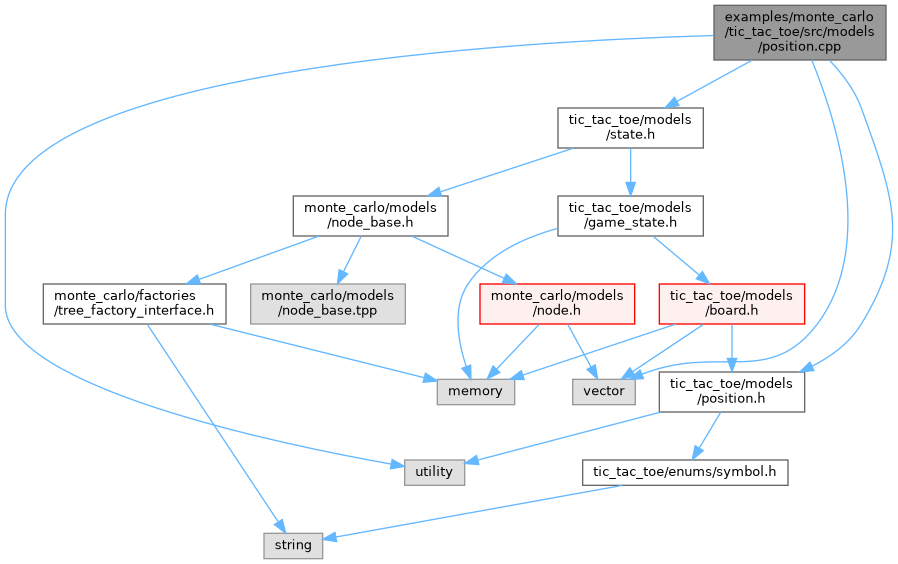 examples/monte_carlo
/tic_tac_toe/src/models
/position.cpp
tic_tac_toe/models
/state.h
monte_carlo/models
/node_base.h
tic_tac_toe/models
/game_state.h
monte_carlo/factories
/tree_factory_interface.h
monte_carlo/models
/node_base.tpp
monte_carlo/models
/node.h
tic_tac_toe/models
/board.h
memory
vector
tic_tac_toe/models
/position.h
utility
tic_tac_toe/enums/symbol.h
string